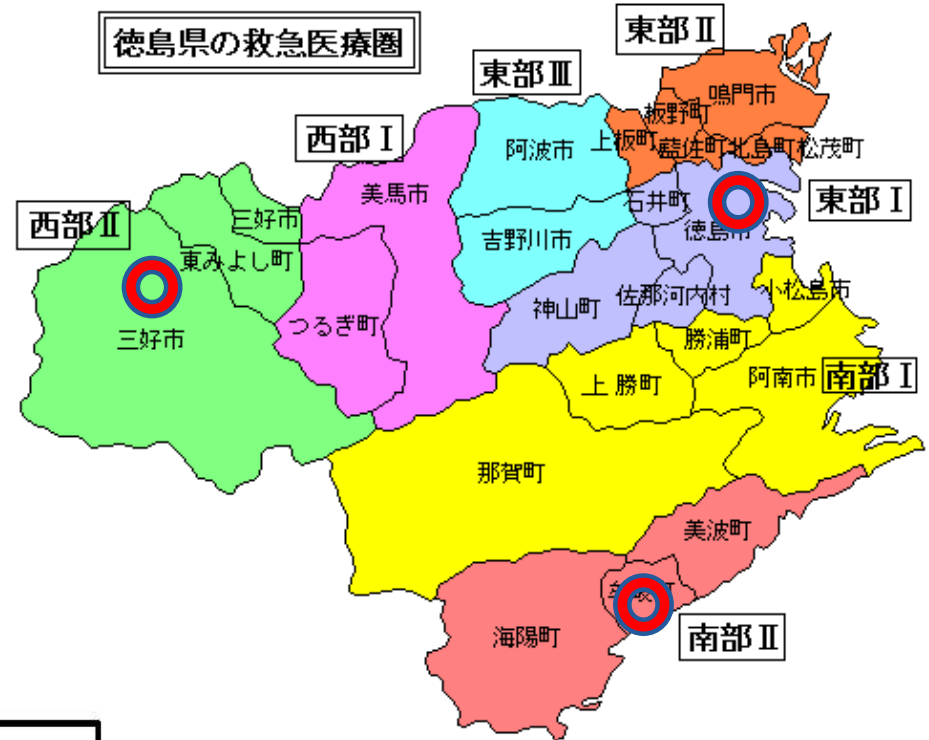 徳島県の救急医療圏
東部Ⅱ
東部Ⅲ
西部Ⅰ
西部Ⅱ
東部Ⅰ
南部Ⅰ
南部Ⅱ
鳴門市
板野町
上板町
藍住町
北島町
松茂町
阿波市
石井町
徳島市
美馬市
三好市
吉野川市
東みよし町
神山町
佐那河内村
小松島市
つるぎ町
三好市
勝浦町
上勝町
阿南市
那賀町
美波町
海陽町